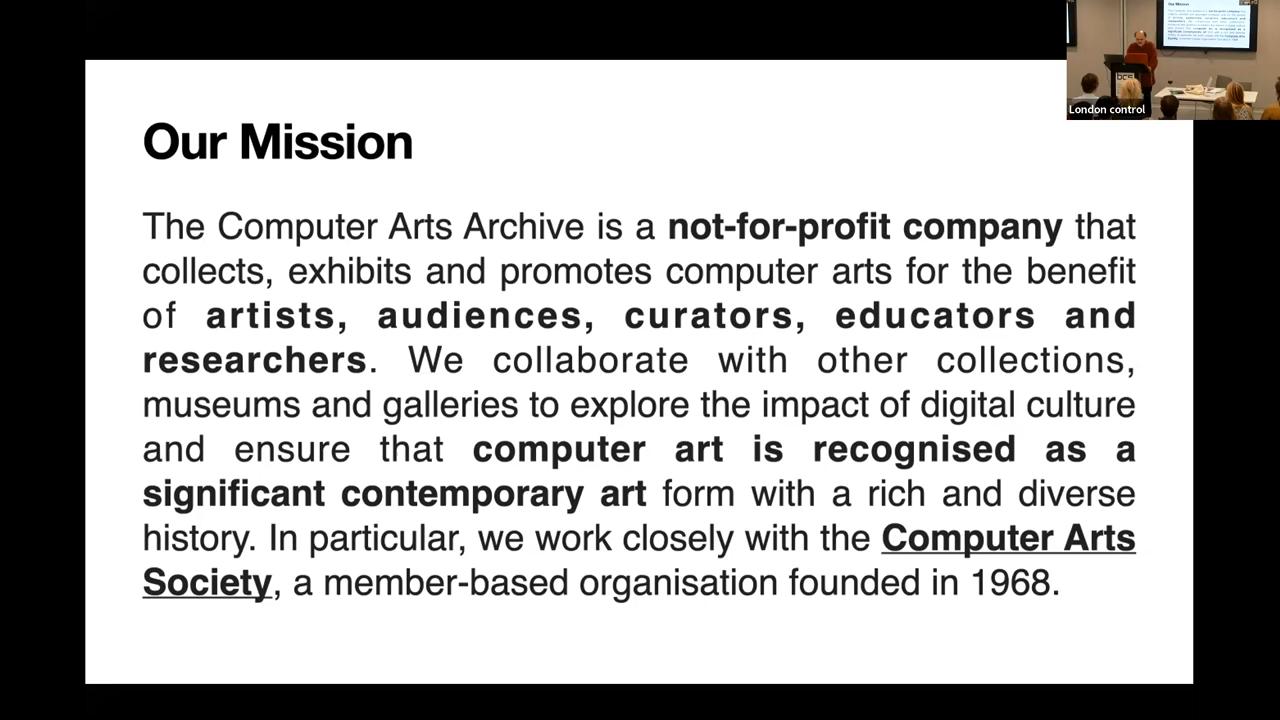 Our Mission
The Computer Arts Archive is a not-for-profit company that
collects, exhibits and promotes computer arts for the benefit
of artists, audiences, curators, educators and
researchers. We collaborate with other collections,
museums and galleries to explore the impact of digital culture
and ensure that computer art is recognised as a
significant contemporary art form with a rich and diverse
history. In particular, we work closely with the Computer Arts
Society, a member-based organisation founded in 1968.
Our Mission
bcs
London control